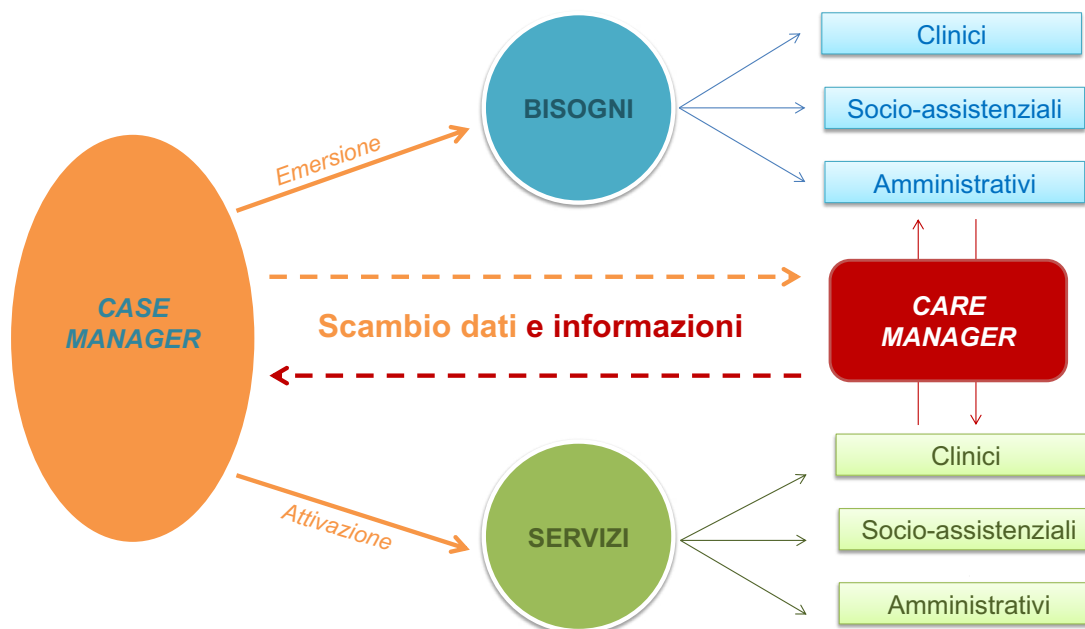 Clinici
BISOGNI
Socio-assistenziali
Emersione
Amministrativi
CASE
MANAGER
Scambio dati e informazioni
CARE
MANAGER
Clinici
Attivazione
SERVIZI
Socio-assistenziali
Amministrativi